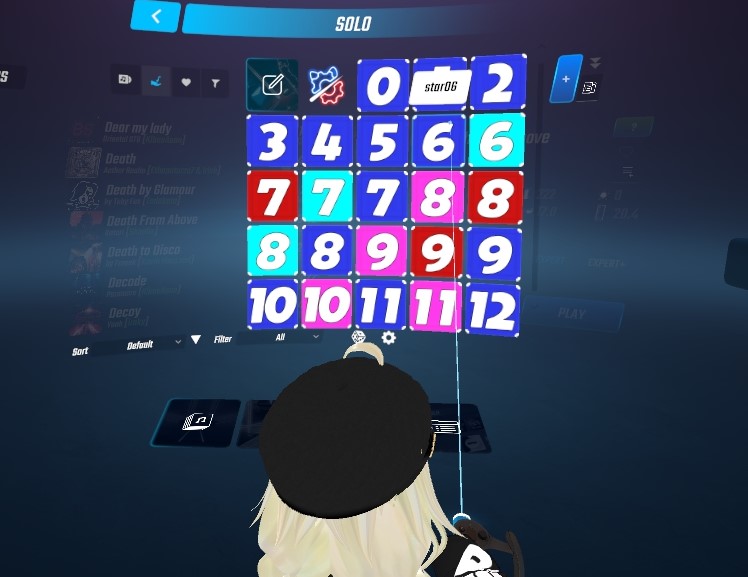 SOLO
S
0 star06 2
3 4 5 6 6
7 7 7 8 8
8 8 9 9 9
10 10 11 11 12
Dear my lady
Death
Death by Glamour
Death From Above
Death to Disco
Decade
Decoy
ove
EXPERT+
PLAY
Sort Default Filter All